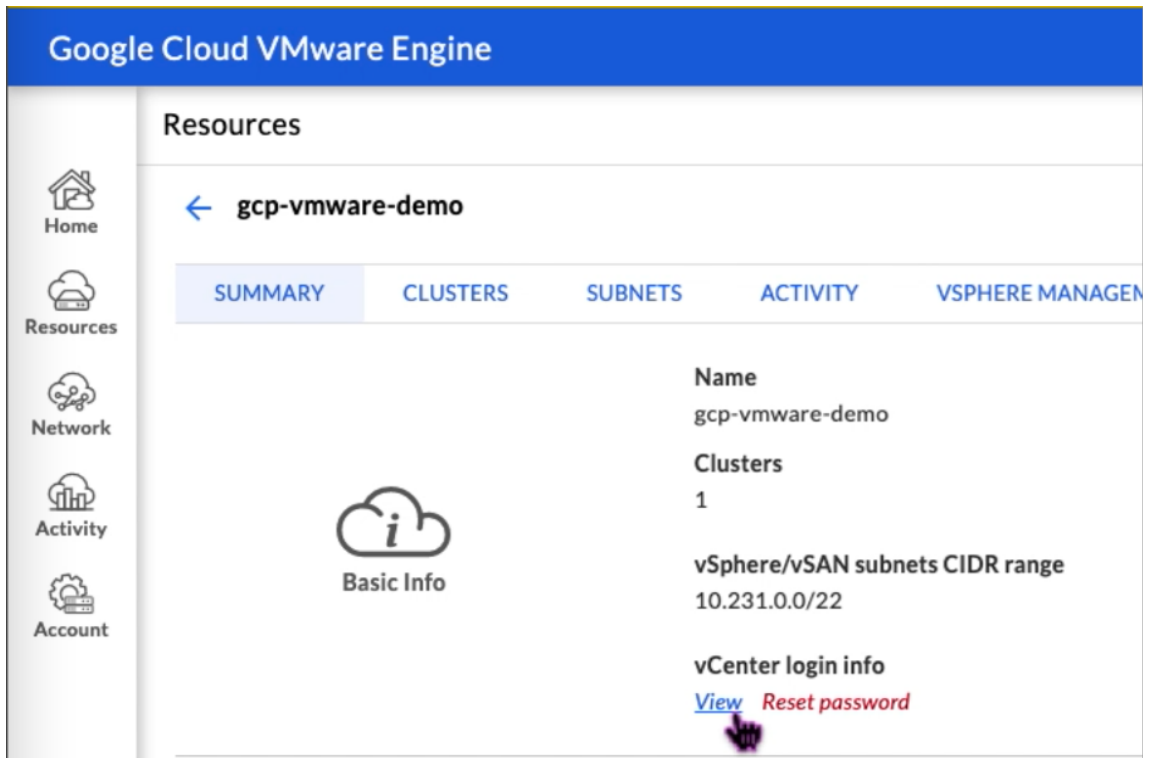 Google Cloud VMware Engine
Resources
Home
gcp-vmware-demo
Resources
SUMMARY CLUSTERS SUBNETS ACTIVITY VSPHERE MANAGEM
Name
gcp-vmware-demo
Network
Clusters
1
Activity
vSphere/vSAN subnets CIDR range
Basic Info
10.231.0.0/22
Account
vCenter login info
View Reset password